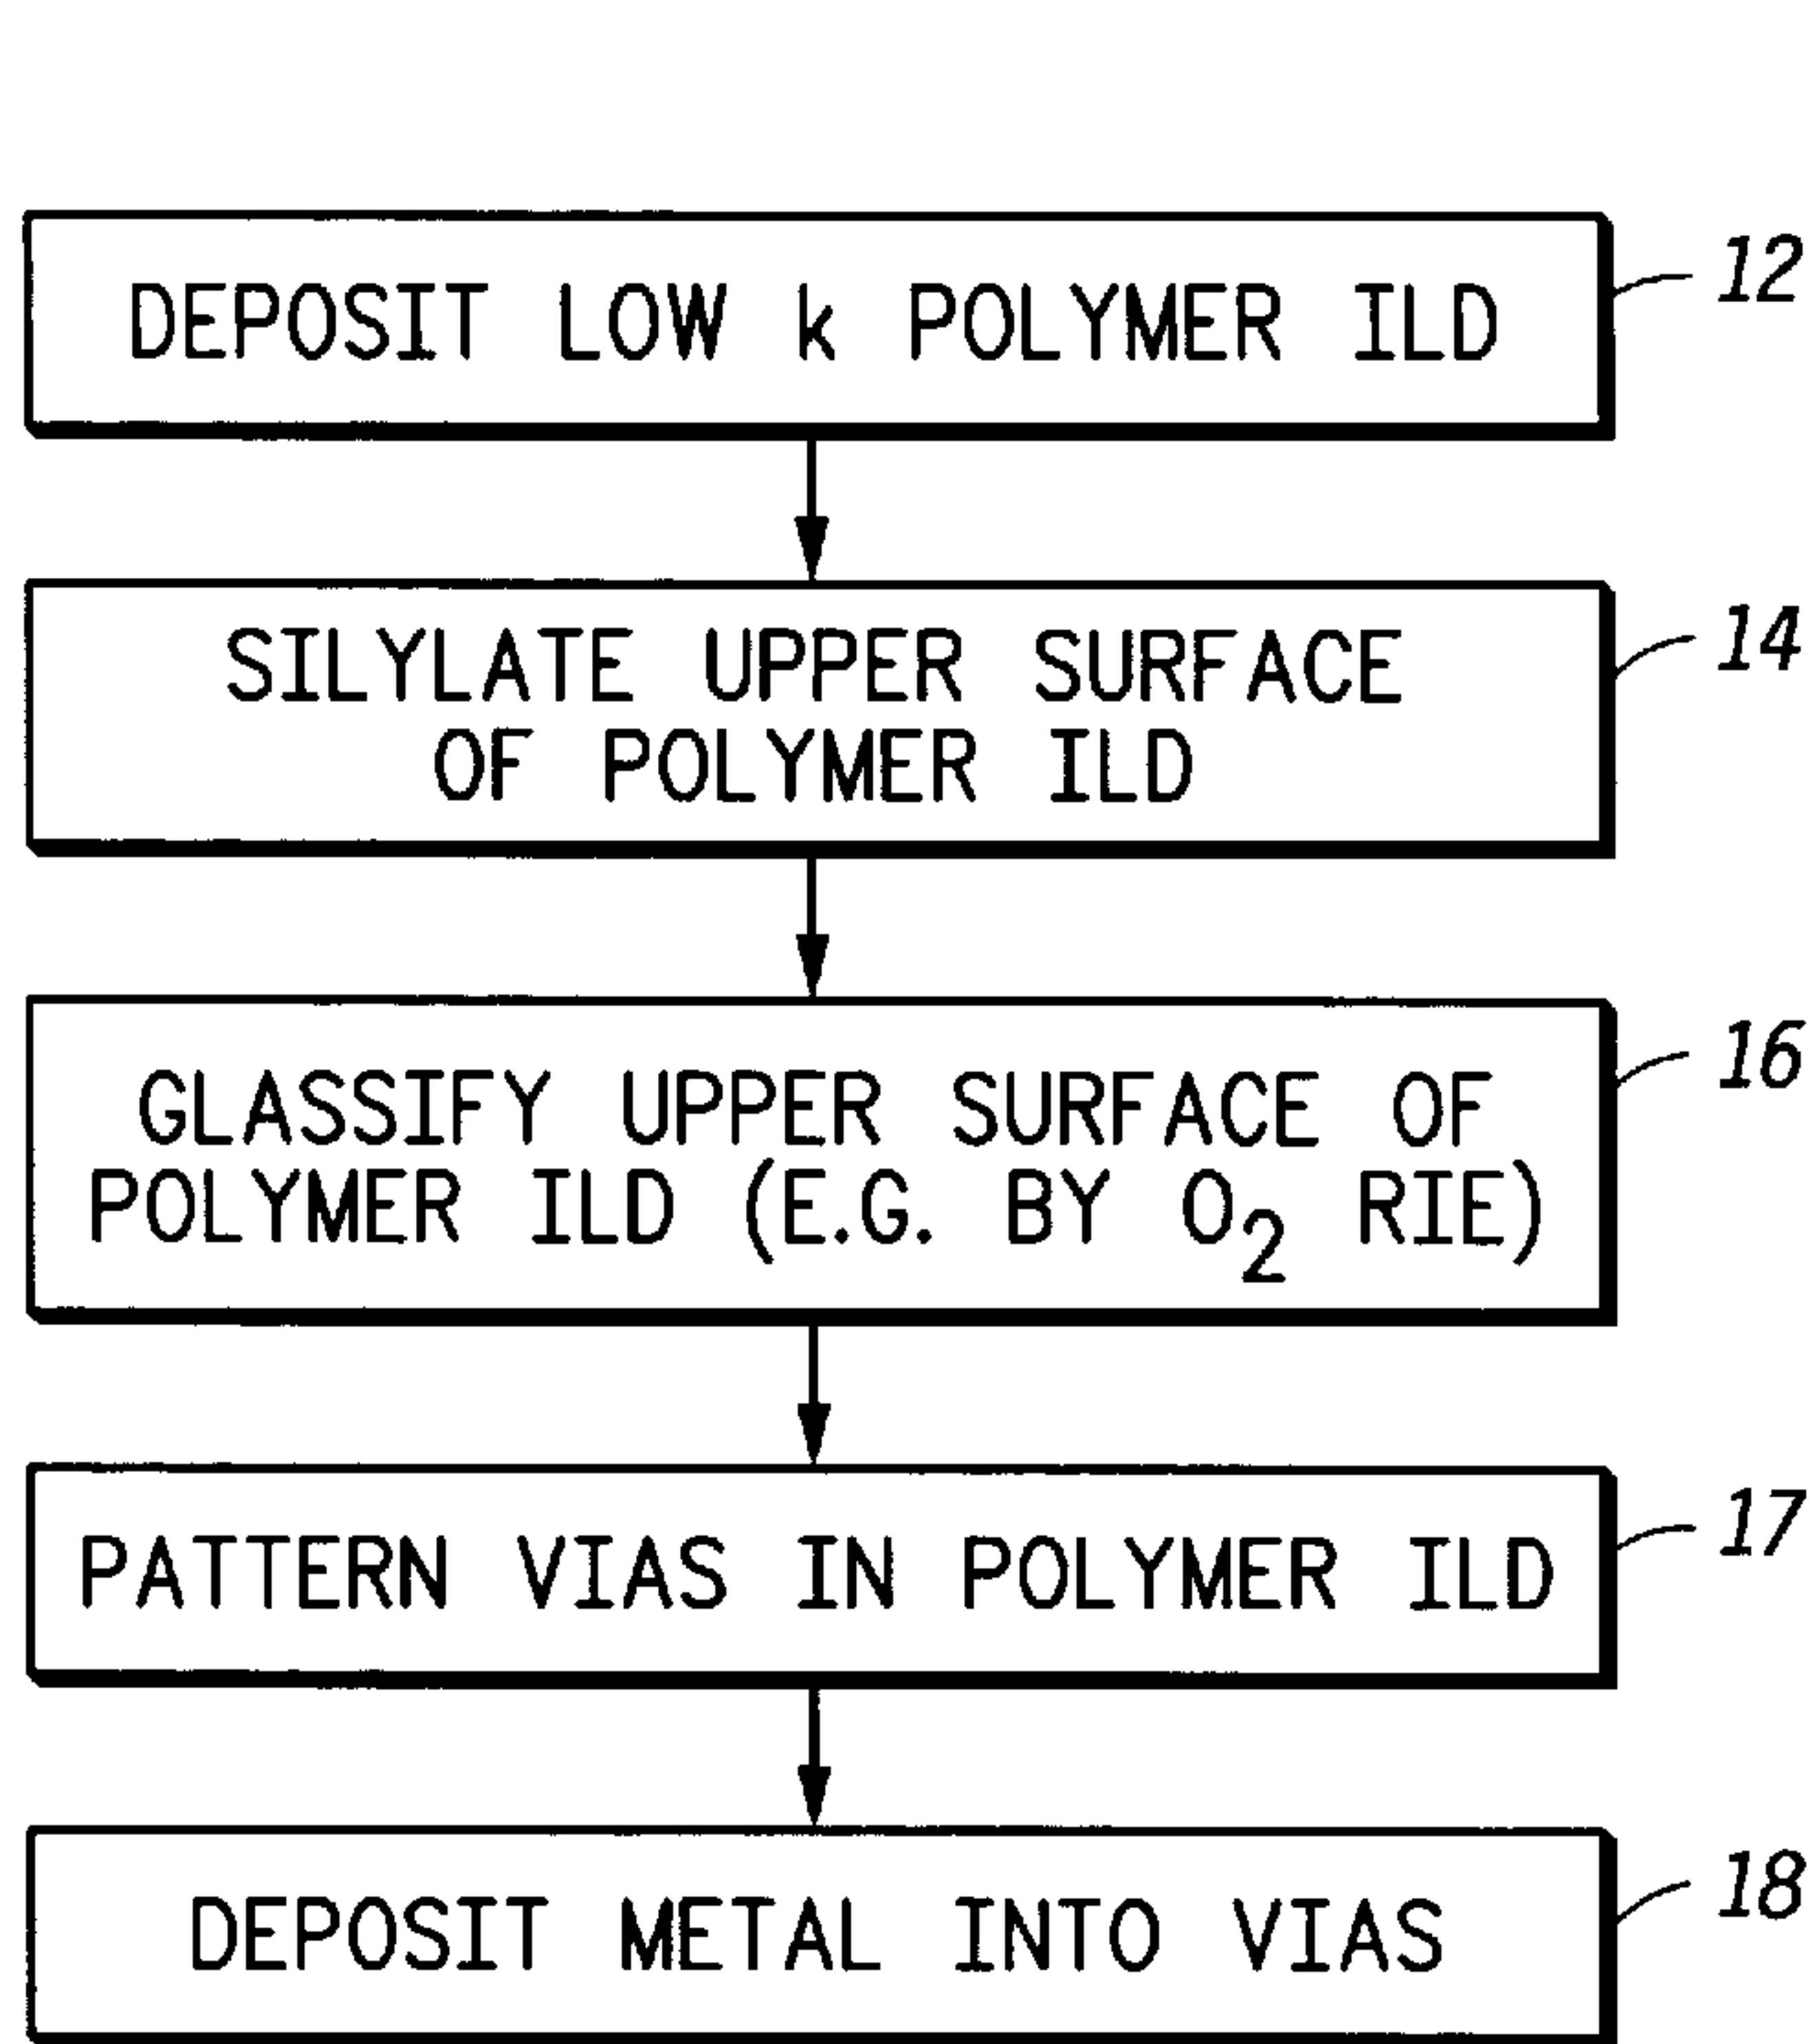 DEPOSIT LOW k POLYMER ILD
12
SILYLATE UPPER SURFACE
OF POLYMER ILD
14
GLASSIFY UPPER SURFACE OF
POLYMER ILD (E.G. BY O2 RIE)
16
PATTERN VIAS IN POLYMER ILD
17
DEPOSIT METAL INTO VIAS
18